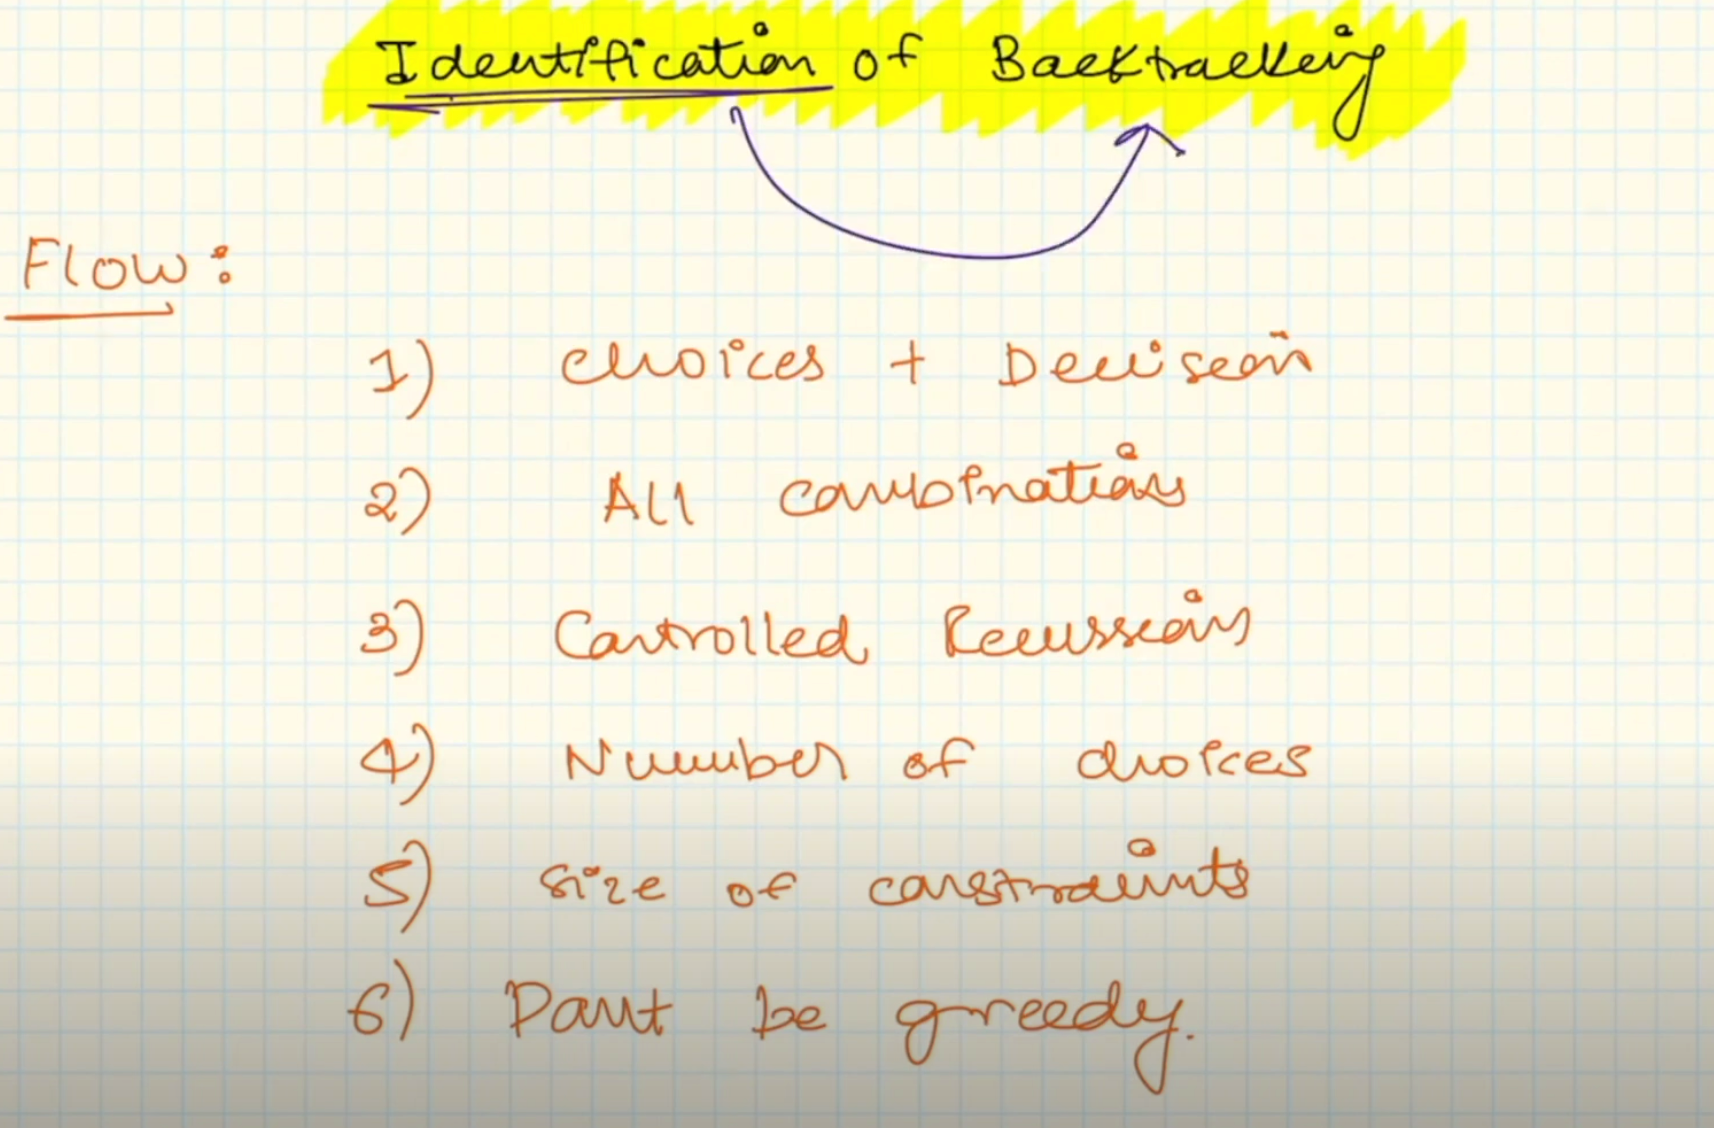 Identification of Backtracking
Flow:
1) choices + Decision
2) All combinations
3) Controlled Recussion
4) Number of choices
5) size of constraints
6) Dont be greedy.